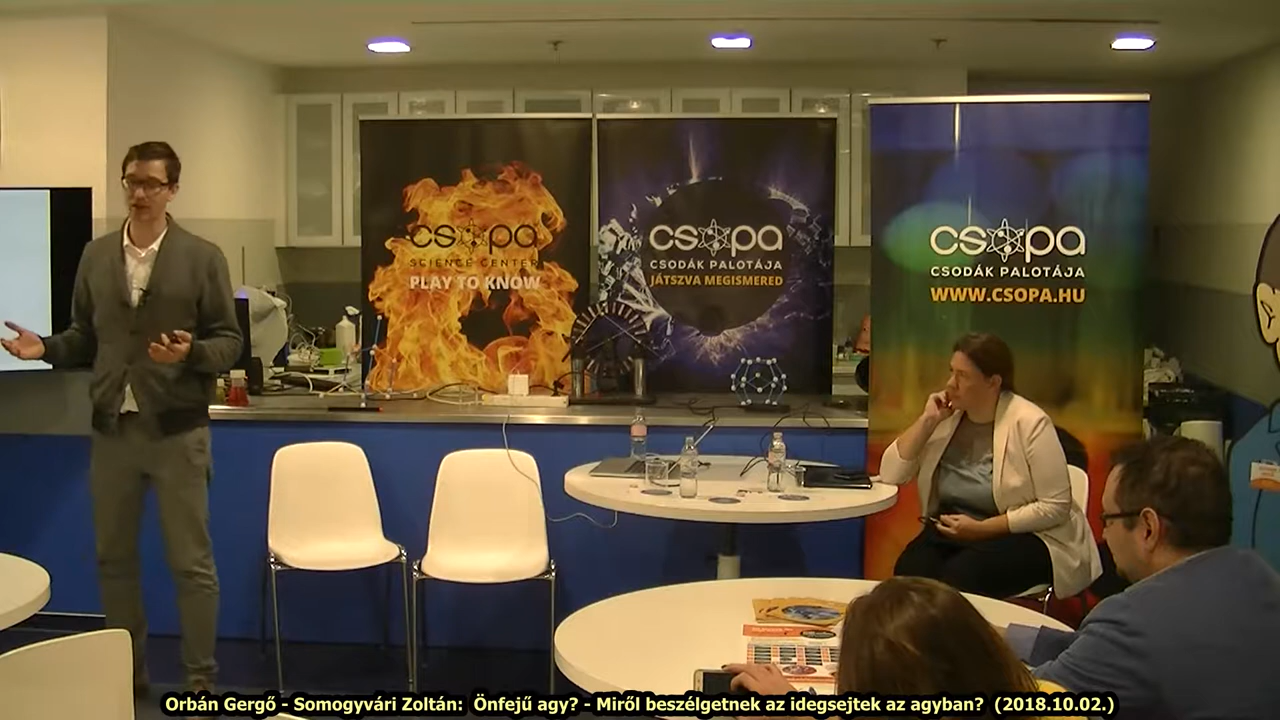 csopa
SCIENCE CENTER
PLAY TO KNOW
csopa
CSODÁK PALOTÁJA
JÁTSZVA MEGISMERED
csopa
CSODÁK PALOTÁJA
WWW.CSOPA.HU
Orbán Gergő - Somogyvári Zoltán: Önfejű agy? - Miről beszélgetnek az idegsejtek az agyban? (2018.10.02.)